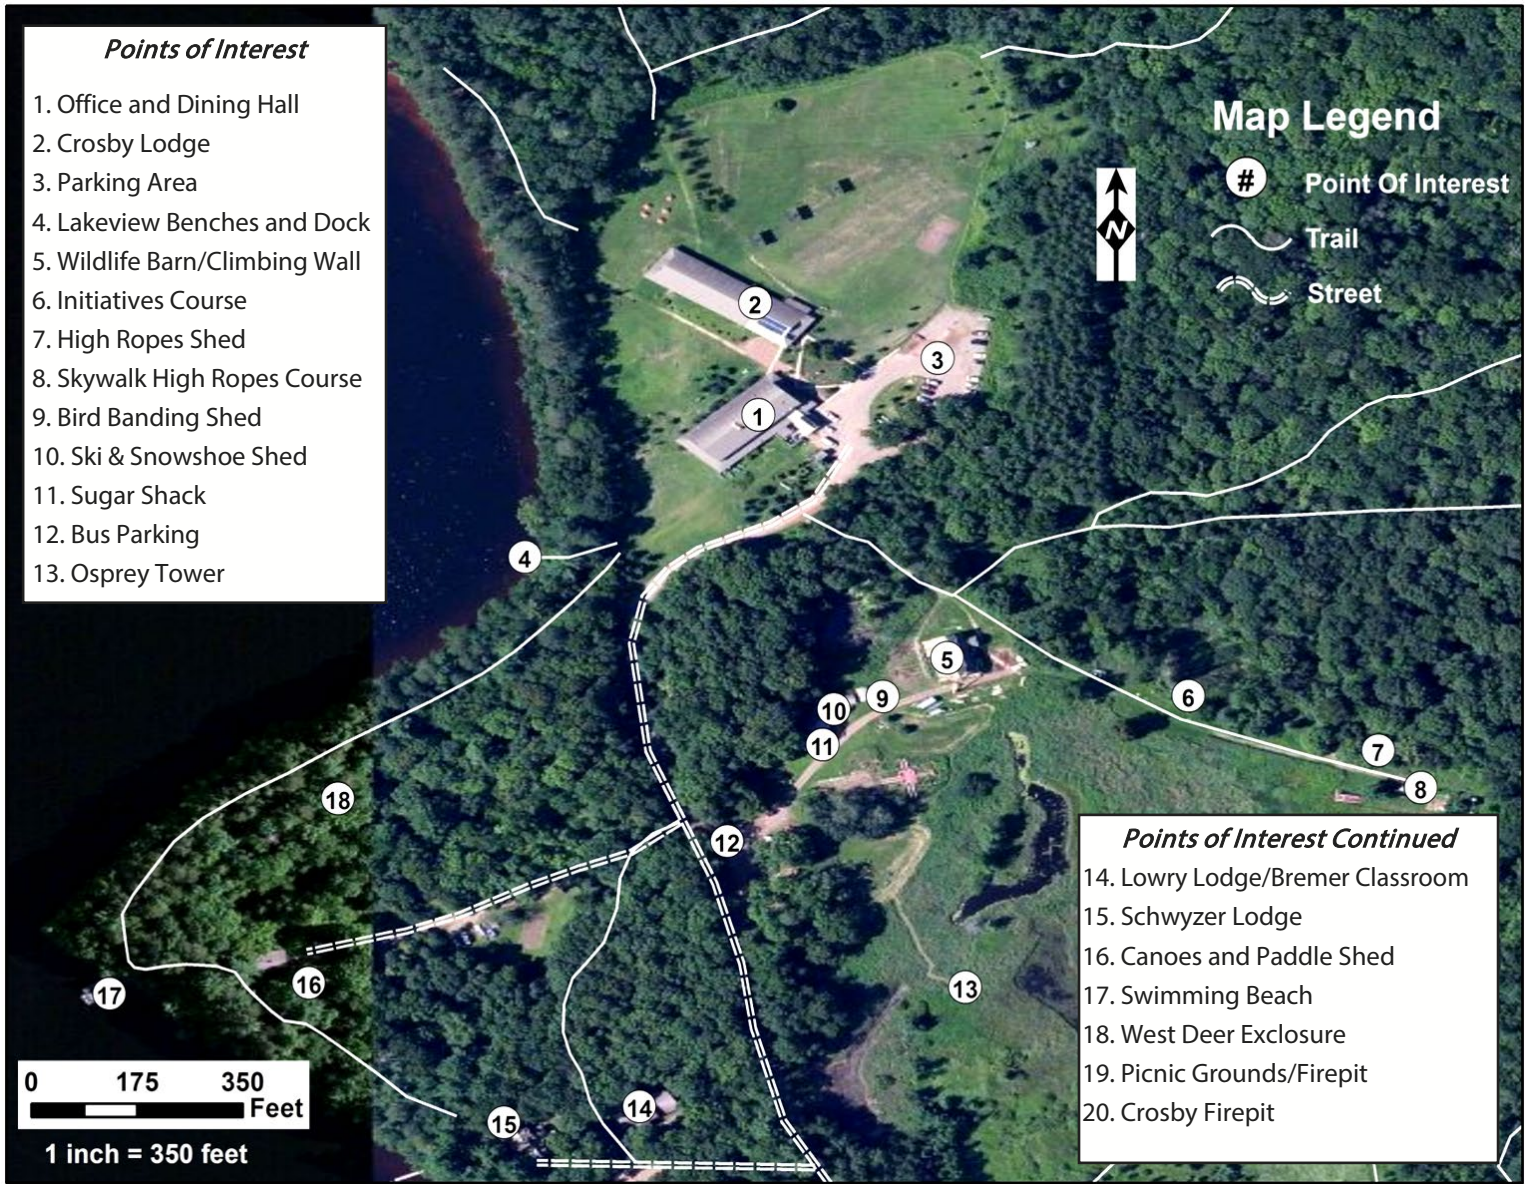 Points of Interest
1. Office and Dining Hall
2. Crosby Lodge
3. Parking Area
4. Lakeview Benches and Dock
5. Wildlife Barn/Climbing Wall
6. Initiatives Course
7. High Ropes Shed
8. Skywalk High Ropes Course
9. Bird Banding Shed
10. Ski & Snowshoe Shed
11. Sugar Shack
12. Bus Parking
13. Osprey Tower
Map Legend
# Point Of Interest
N
Trail
Street
2
3
1
4
5
6
9
10
11
7
8
18
12
13
16
17
14
15
Points of Interest Continued
14. Lowry Lodge/Bremer Classroom
15. Schwyzer Lodge
16. Canoes and Paddle Shed
17. Swimming Beach
18. West Deer Exclosure
19. Picnic Grounds/Firepit
20. Crosby Firepit
0 175 350
Feet
1 inch = 350 feet